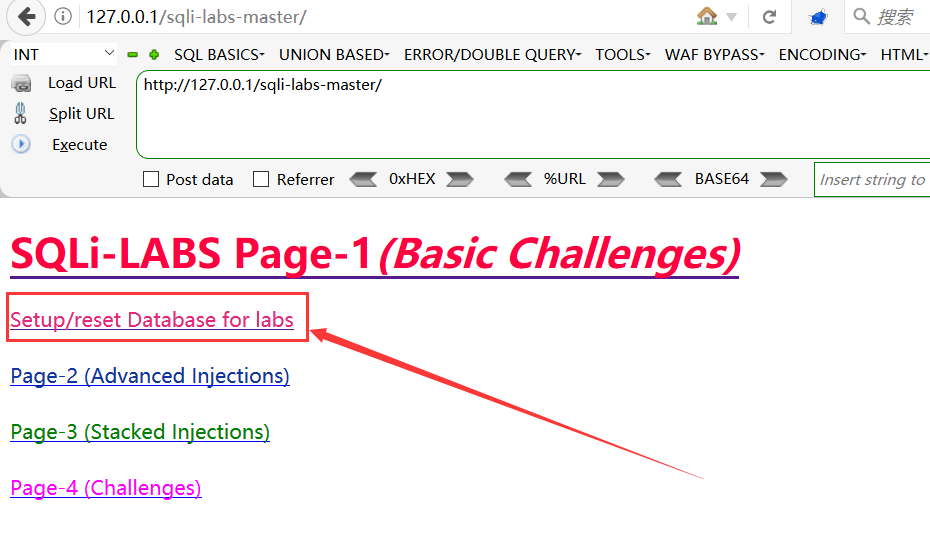 127.0.0.1/sqli-labs-master/ 搜索
INT SQL BASICS UNION BASED ERROR/DOUBLE QUERY TOOLS WAF BYPASS ENCODING HTML
Load URL http://127.0.0.1/sqli-labs-master/
Split URL
Execute
Post data Referrer 0xHEX %URL BASE64 Insert string to
SQLi-LABS Page-1(Basic Challenges)
Setup/reset Database for labs
Page-2 (Advanced Injections)
Page-3 (Stacked Injections)
Page-4 (Challenges)